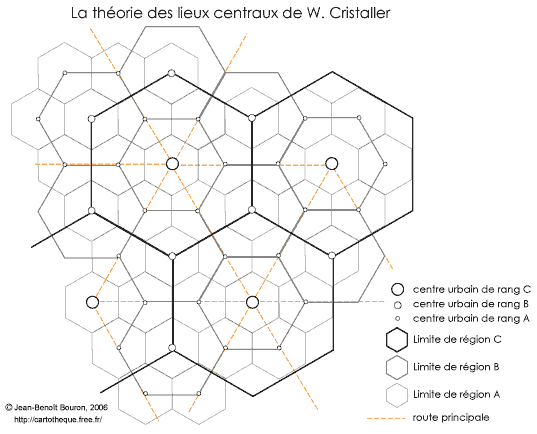 La théorie des lieux centraux de W. Cristaller
centre urbain de rang C
centre urbain de rang B
centre urbain de rang A
Limite de région C
Limite de région B
Limite de région A
route principale
© Jean-Benoît Bouron, 2006
http://cartotheque.free.fr/